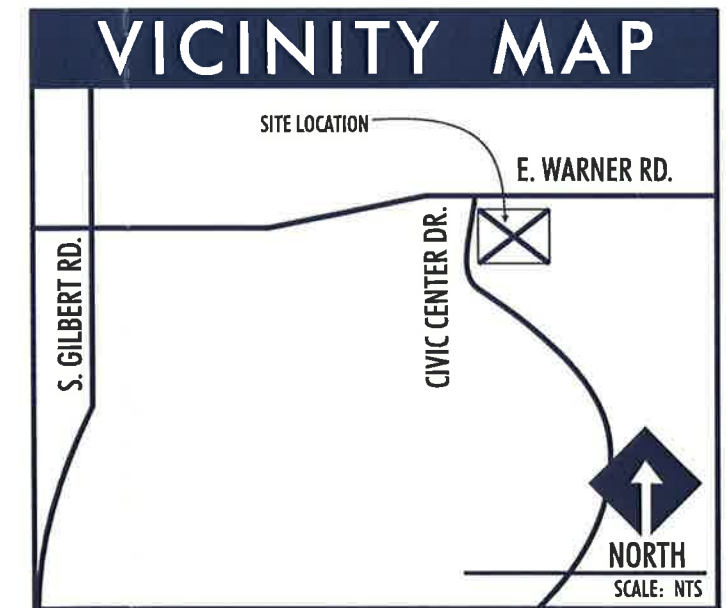 VICINITY MAP
SITE LOCATION
E. WARNER RD.
S. GILBERT RD.
CIVIC CENTER DR.
NORTH
SCALE: NTS